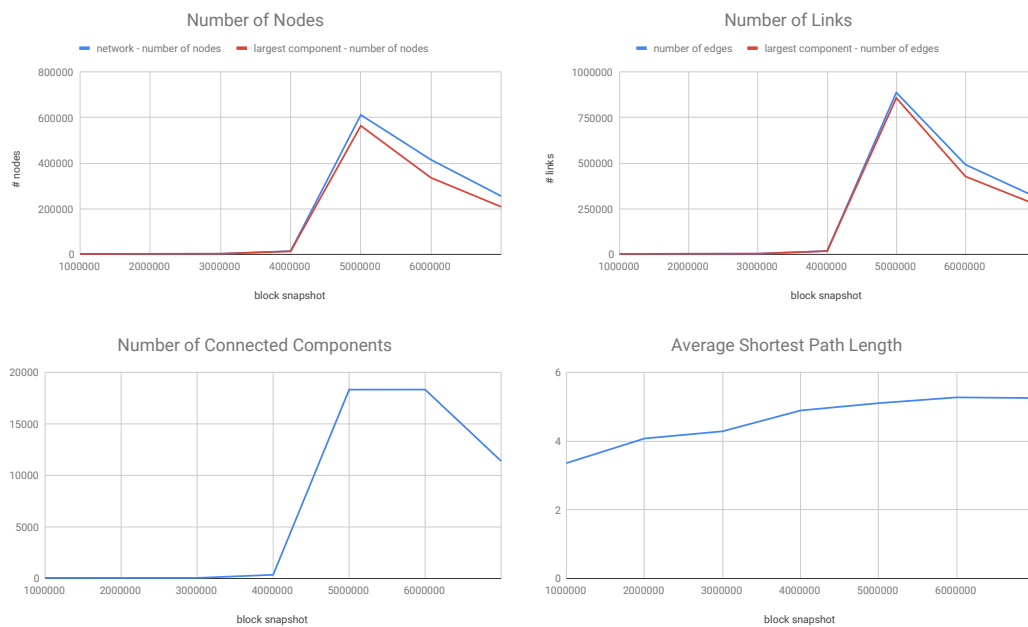 Number of Nodes
network - number of nodes
largest component - number of nodes
800000
600000
400000
200000
0
# nodes
1000000 2000000 3000000 4000000 5000000 6000000
block snapshot
Number of Links
number of edges
largest component - number of edges
1000000
750000
500000
250000
0
# links
1000000 2000000 3000000 4000000 5000000 6000000
block snapshot
Number of Connected Components
20000
15000
10000
5000
0
1000000 2000000 3000000 4000000 5000000 6000000
block snapshot
Average Shortest Path Length
6
4
2
0
1000000 2000000 3000000 4000000 5000000 6000000
block snapshot